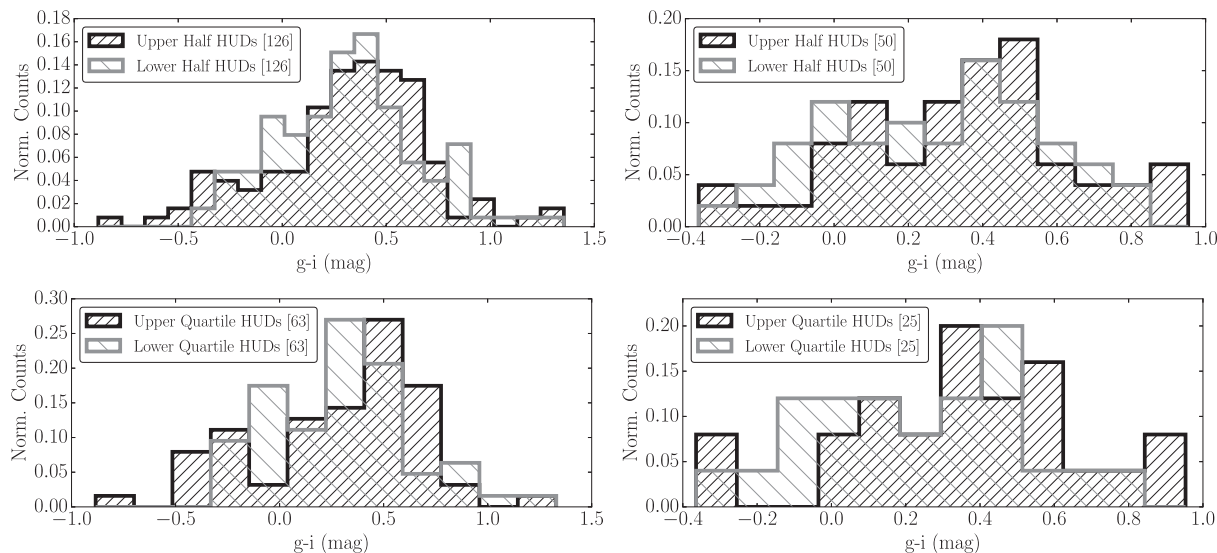 0.18
0.16
0.14
0.12
0.10
0.08
0.06
0.04
0.02
0.00
Norm. Counts
Upper Half HUDs [126]
Lower Half HUDs [126]
−1.0 −0.5 0.0 0.5 1.0 1.5
g-i (mag)
0.20
0.15
0.10
0.05
0.00
Norm. Counts
Upper Half HUDs [50]
Lower Half HUDs [50]
−0.4 −0.2 0.0 0.2 0.4 0.6 0.8 1.0
g-i (mag)
0.30
0.25
0.20
0.15
0.10
0.05
0.00
Norm. Counts
Upper Quartile HUDs [63]
Lower Quartile HUDs [63]
−1.0 −0.5 0.0 0.5 1.0 1.5
g-i (mag)
0.20
0.15
0.10
0.05
0.00
Norm. Counts
Upper Quartile HUDs [25]
Lower Quartile HUDs [25]
−0.4 −0.2 0.0 0.2 0.4 0.6 0.8 1.0
g-i (mag)